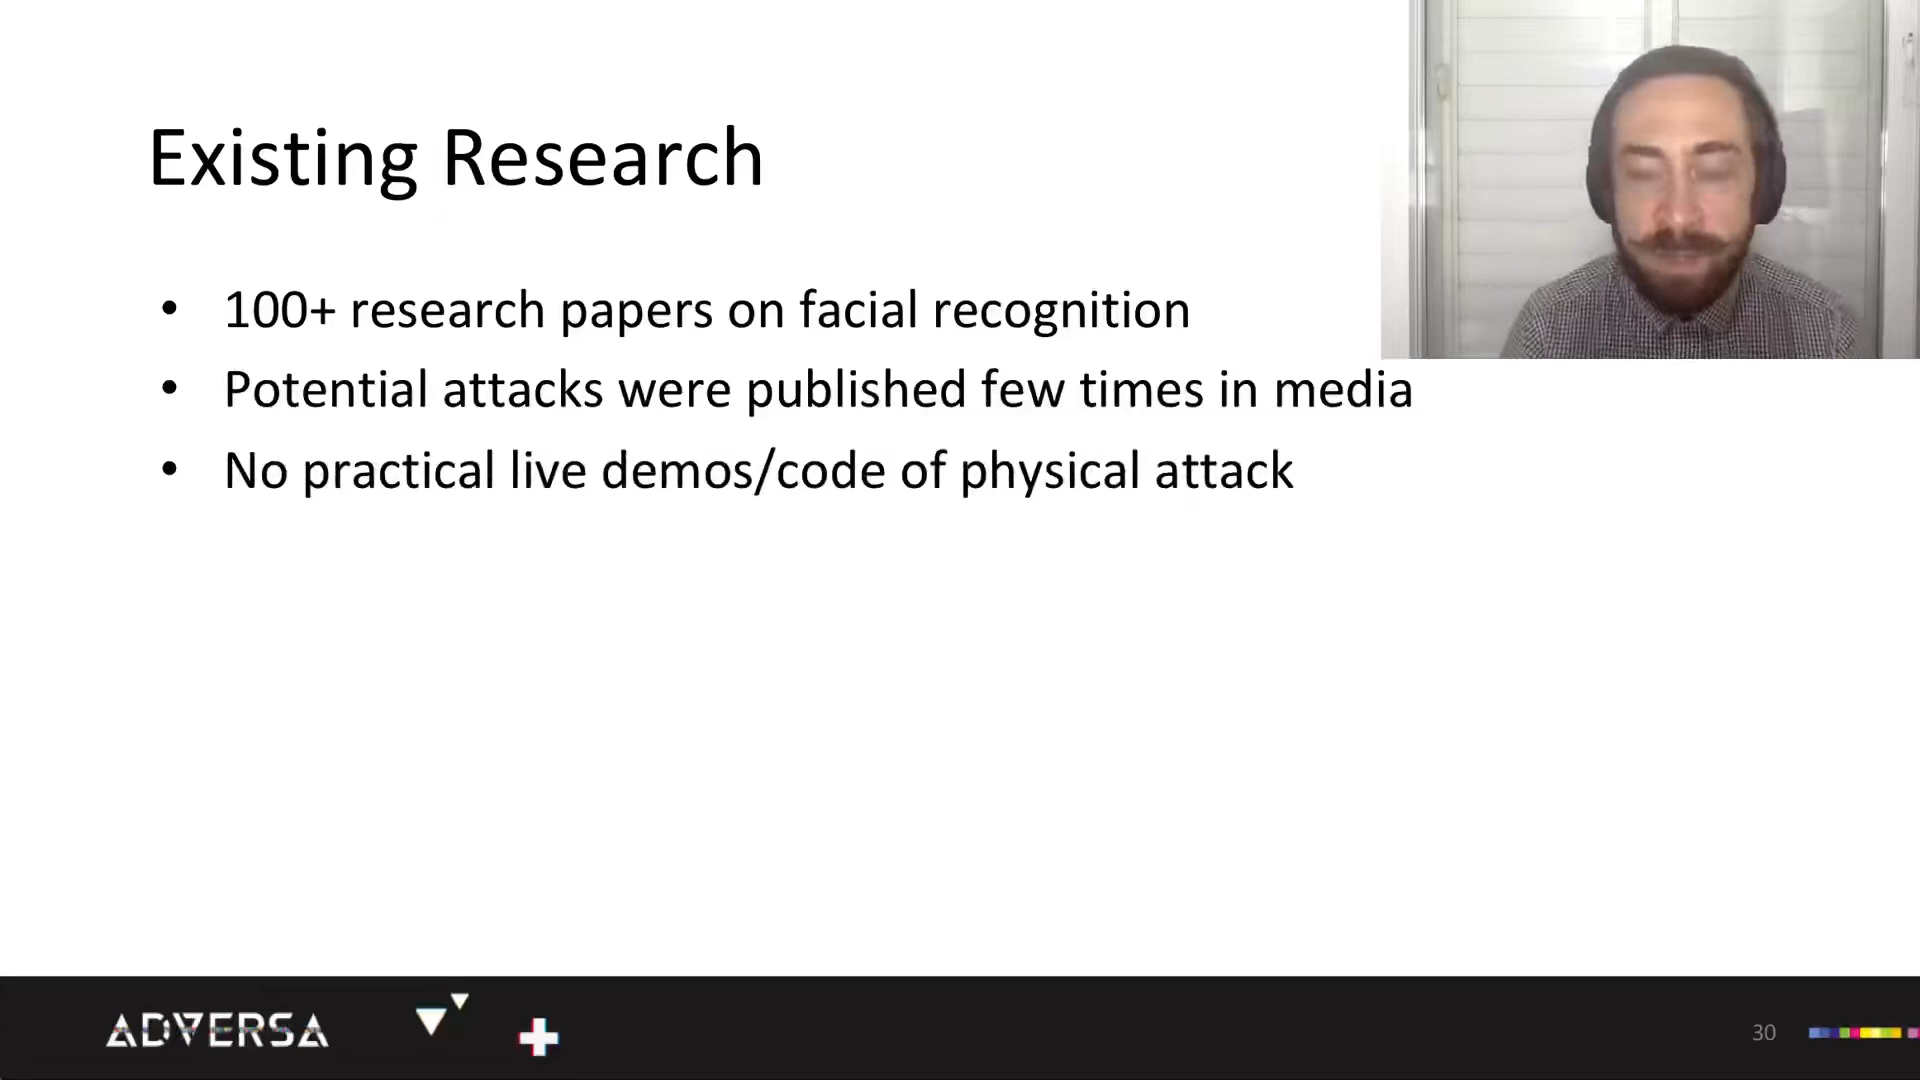 Existing Research
• 100+ research papers on facial recognition
• Potential attacks were published few times in media
• No practical live demos/code of physical attack
ADVERSA
30